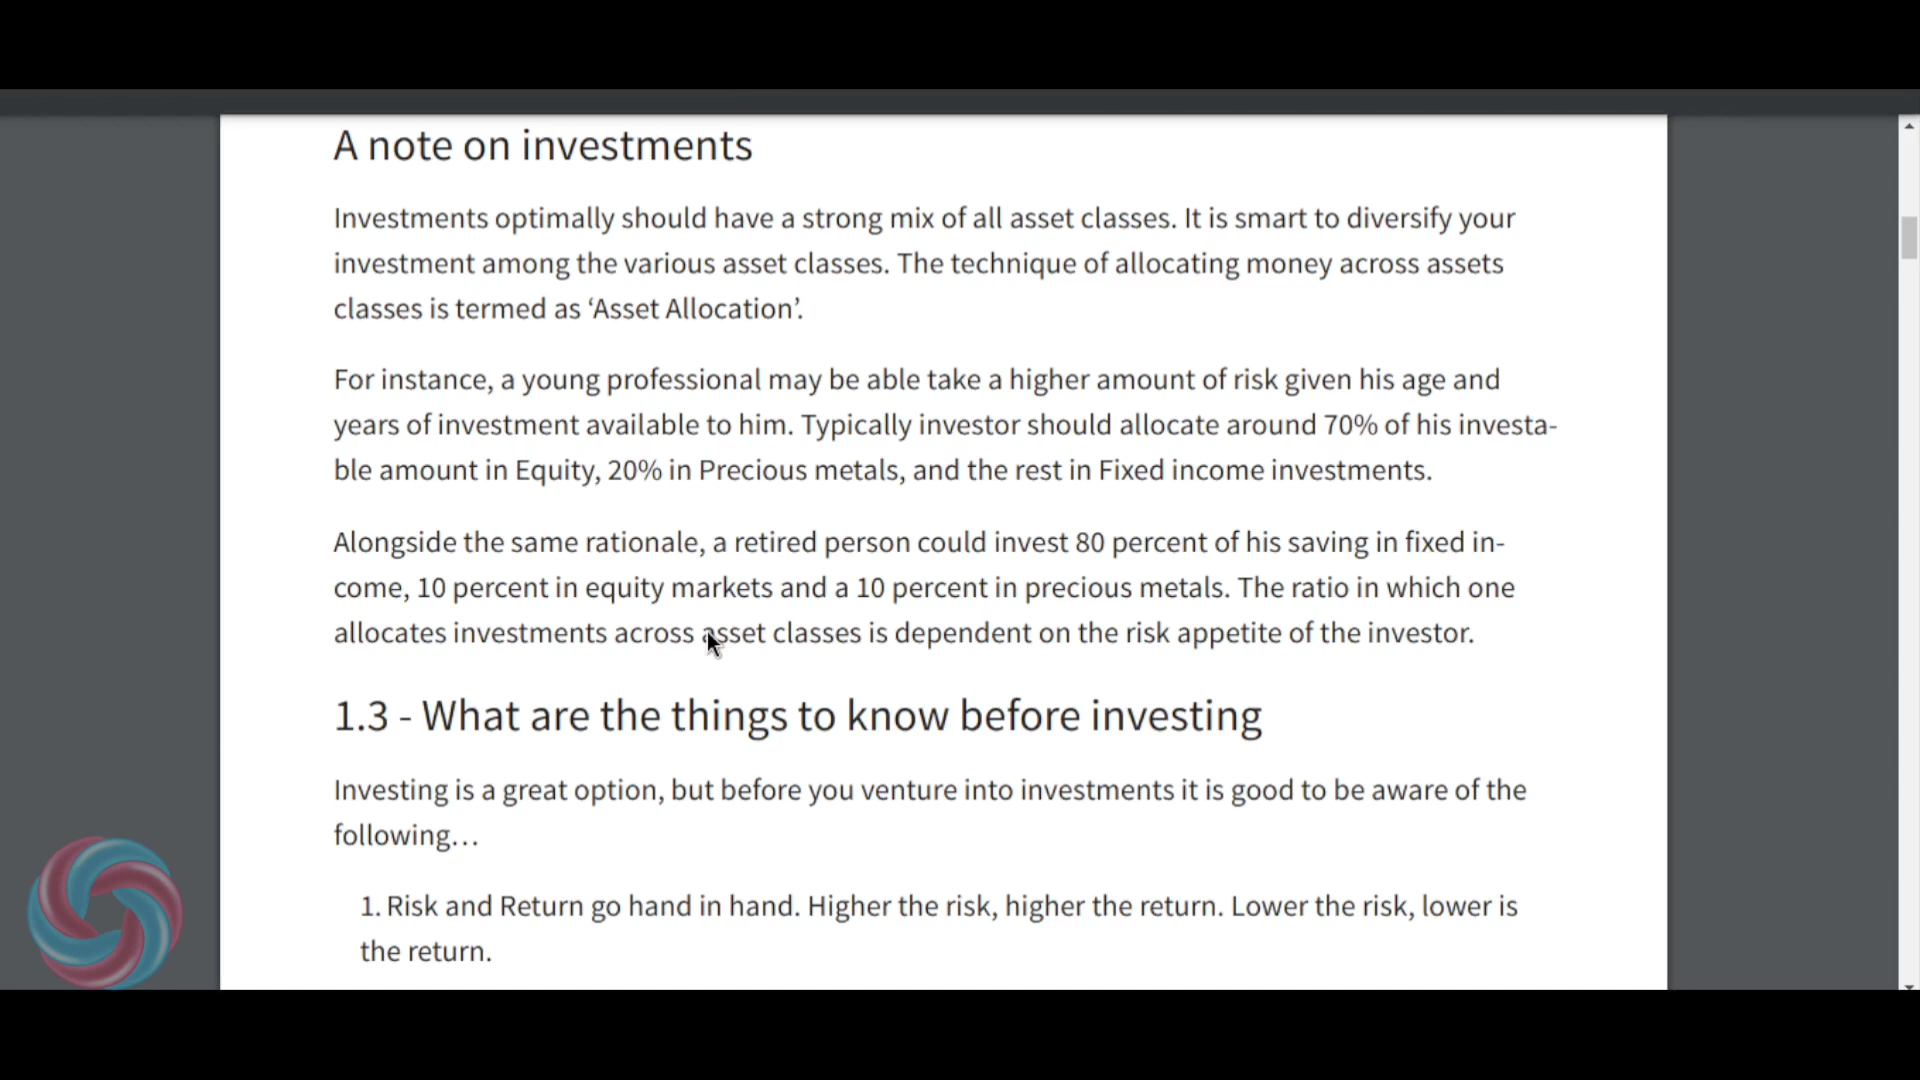 A note on investments
Investments optimally should have a strong mix of all asset classes. It is smart to diversify your
investment among the various asset classes. The technique of allocating money across assets
classes is termed as ‘Asset Allocation’.
For instance, a young professional may be able take a higher amount of risk given his age and
years of investment available to him. Typically investor should allocate around 70% of his investa-
ble amount in Equity, 20% in Precious metals, and the rest in Fixed income investments.
Alongside the same rationale, a retired person could invest 80 percent of his saving in fixed in-
come, 10 percent in equity markets and a 10 percent in precious metals. The ratio in which one
allocates investments across asset classes is dependent on the risk appetite of the investor.
1.3 - What are the things to know before investing
Investing is a great option, but before you venture into investments it is good to be aware of the
following…
1. Risk and Return go hand in hand. Higher the risk, higher the return. Lower the risk, lower is
the return.